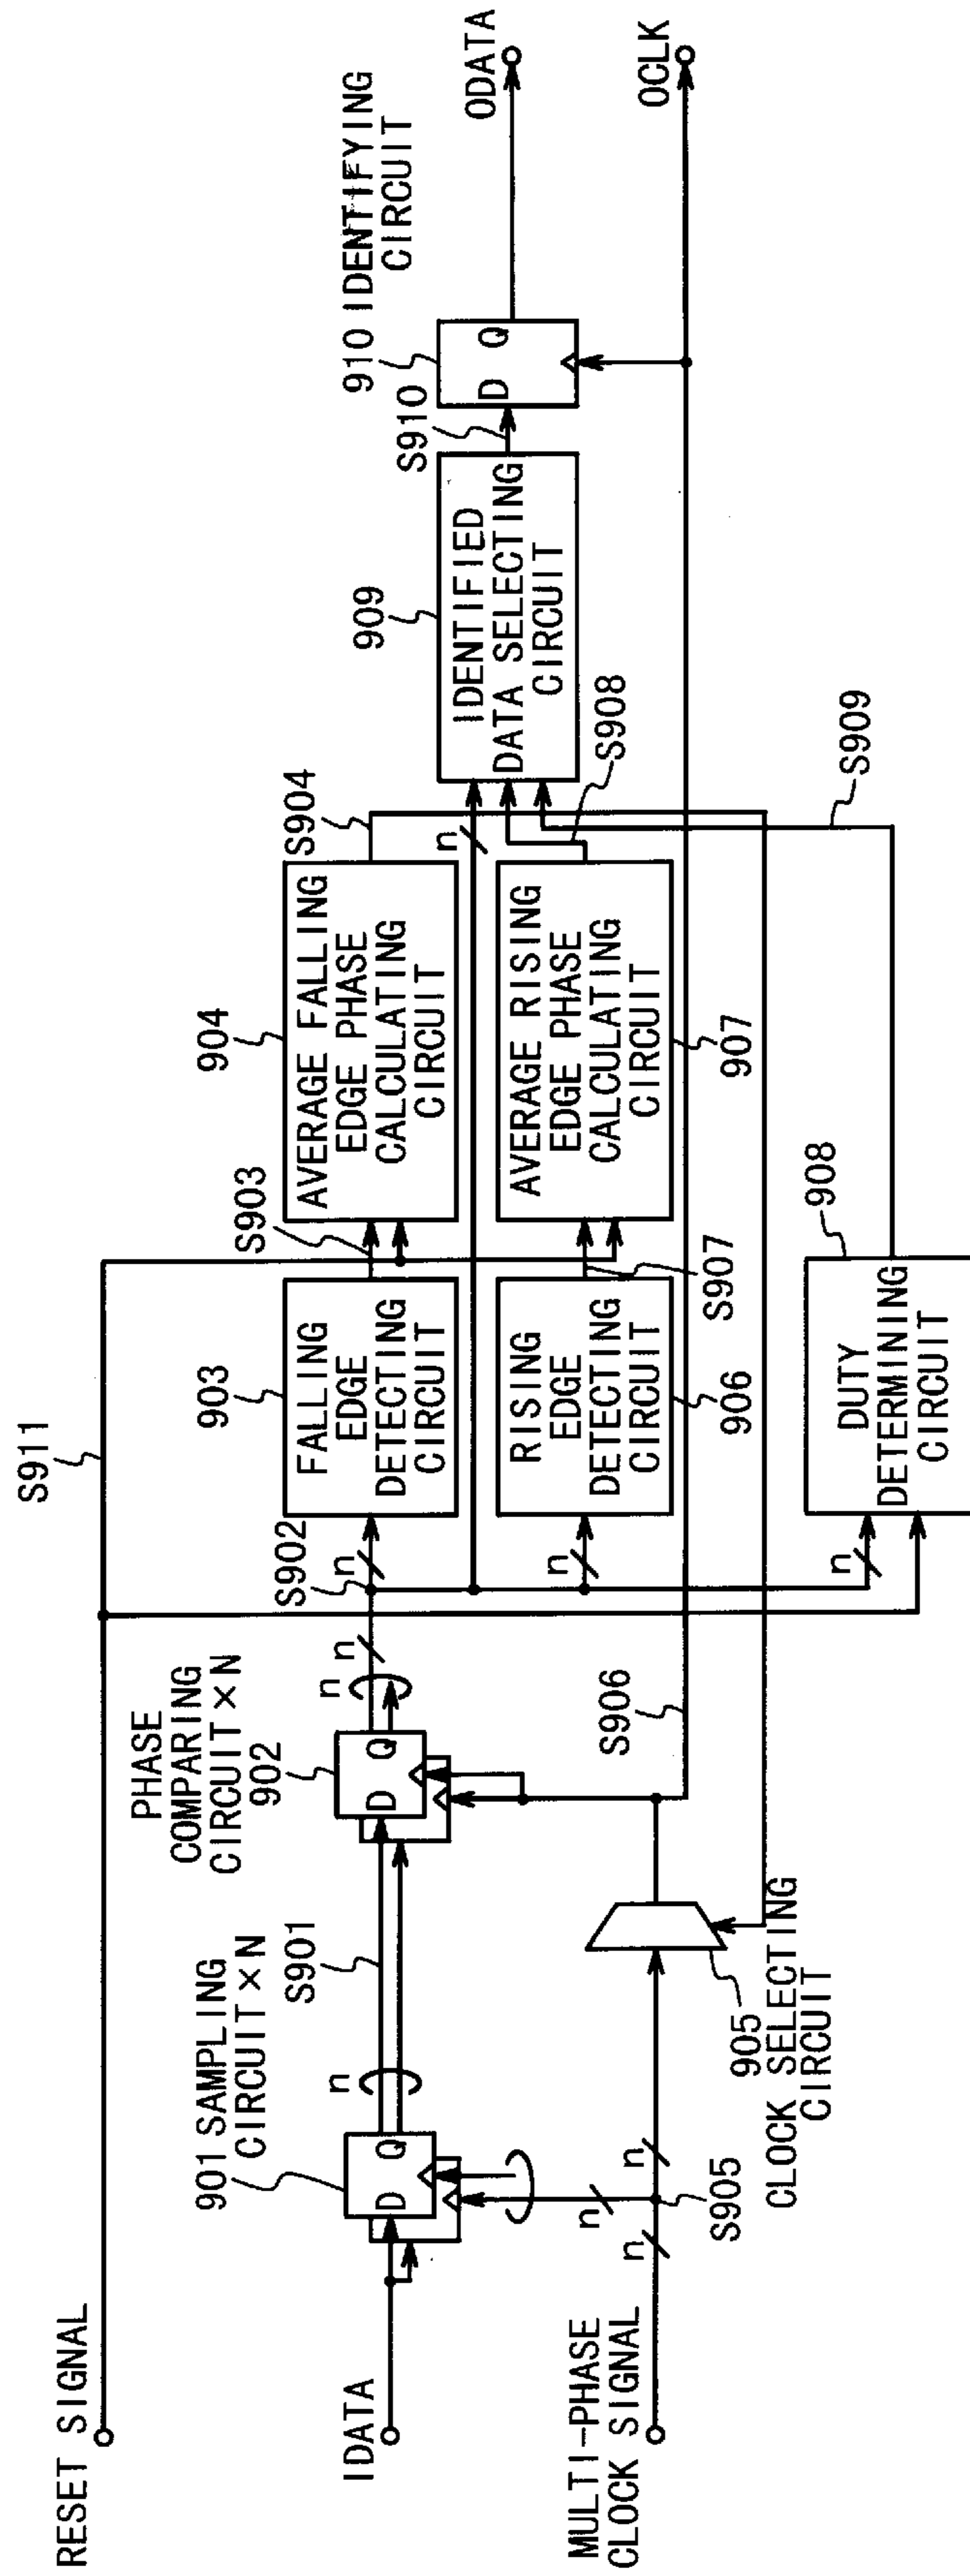 RESET SIGNAL
S911
IDATA
901 SAMPLING
CIRCUIT×N
D
Q
n
S901
PHASE
COMPARING
CIRCUIT×N
902
D
Q
n
n
S902
n
903
FALLING
EDGE
DETECTING
CIRCUIT
S903
904
AVERAGE FALLING
EDGE PHASE
CALCULATING
CIRCUIT
S904
n
RISING
EDGE
DETECTING
CIRCUIT
906
S907
AVERAGE RISING
EDGE PHASE
CALCULATING
CIRCUIT
907
n
S908
909
IDENTIFIED
DATA SELECTING
CIRCUIT
S910
910 IDENTIFYING
CIRCUIT
D
Q
ODATA
OCLK
MULTI-PHASE
CLOCK SIGNAL
n
n
n
S905
905
CLOCK SELECTING
CIRCUIT
S906
n
908
DUTY
DETERMINING
CIRCUIT
S909